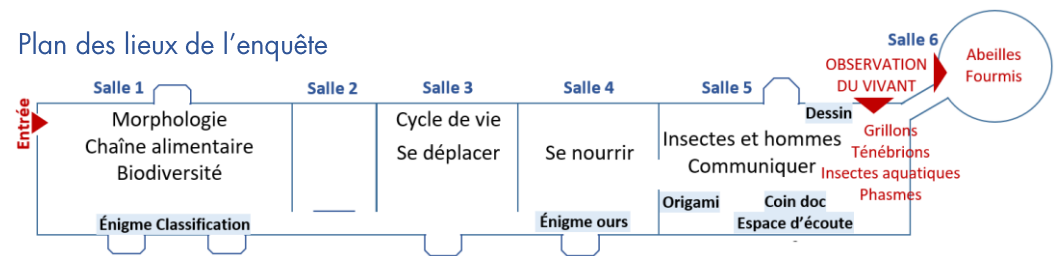 Plan des lieux de l'enquête
Entrée
Salle 1
Morphologie
Chaîne alimentaire
Biodiversité
Énigme Classification
Salle 2
Salle 3
Cycle de vie
Se déplacer
Salle 4
Se nourrir
Énigme ours
Salle 5
Dessin
Insectes et hommes
Communiquer
Origami
Coin doc
Espace d'écoute
OBSERVATION
DU VIVANT
Grillons
Ténébrions
Insectes aquatiques
Phasmes
Salle 6
Abeilles
Fourmis